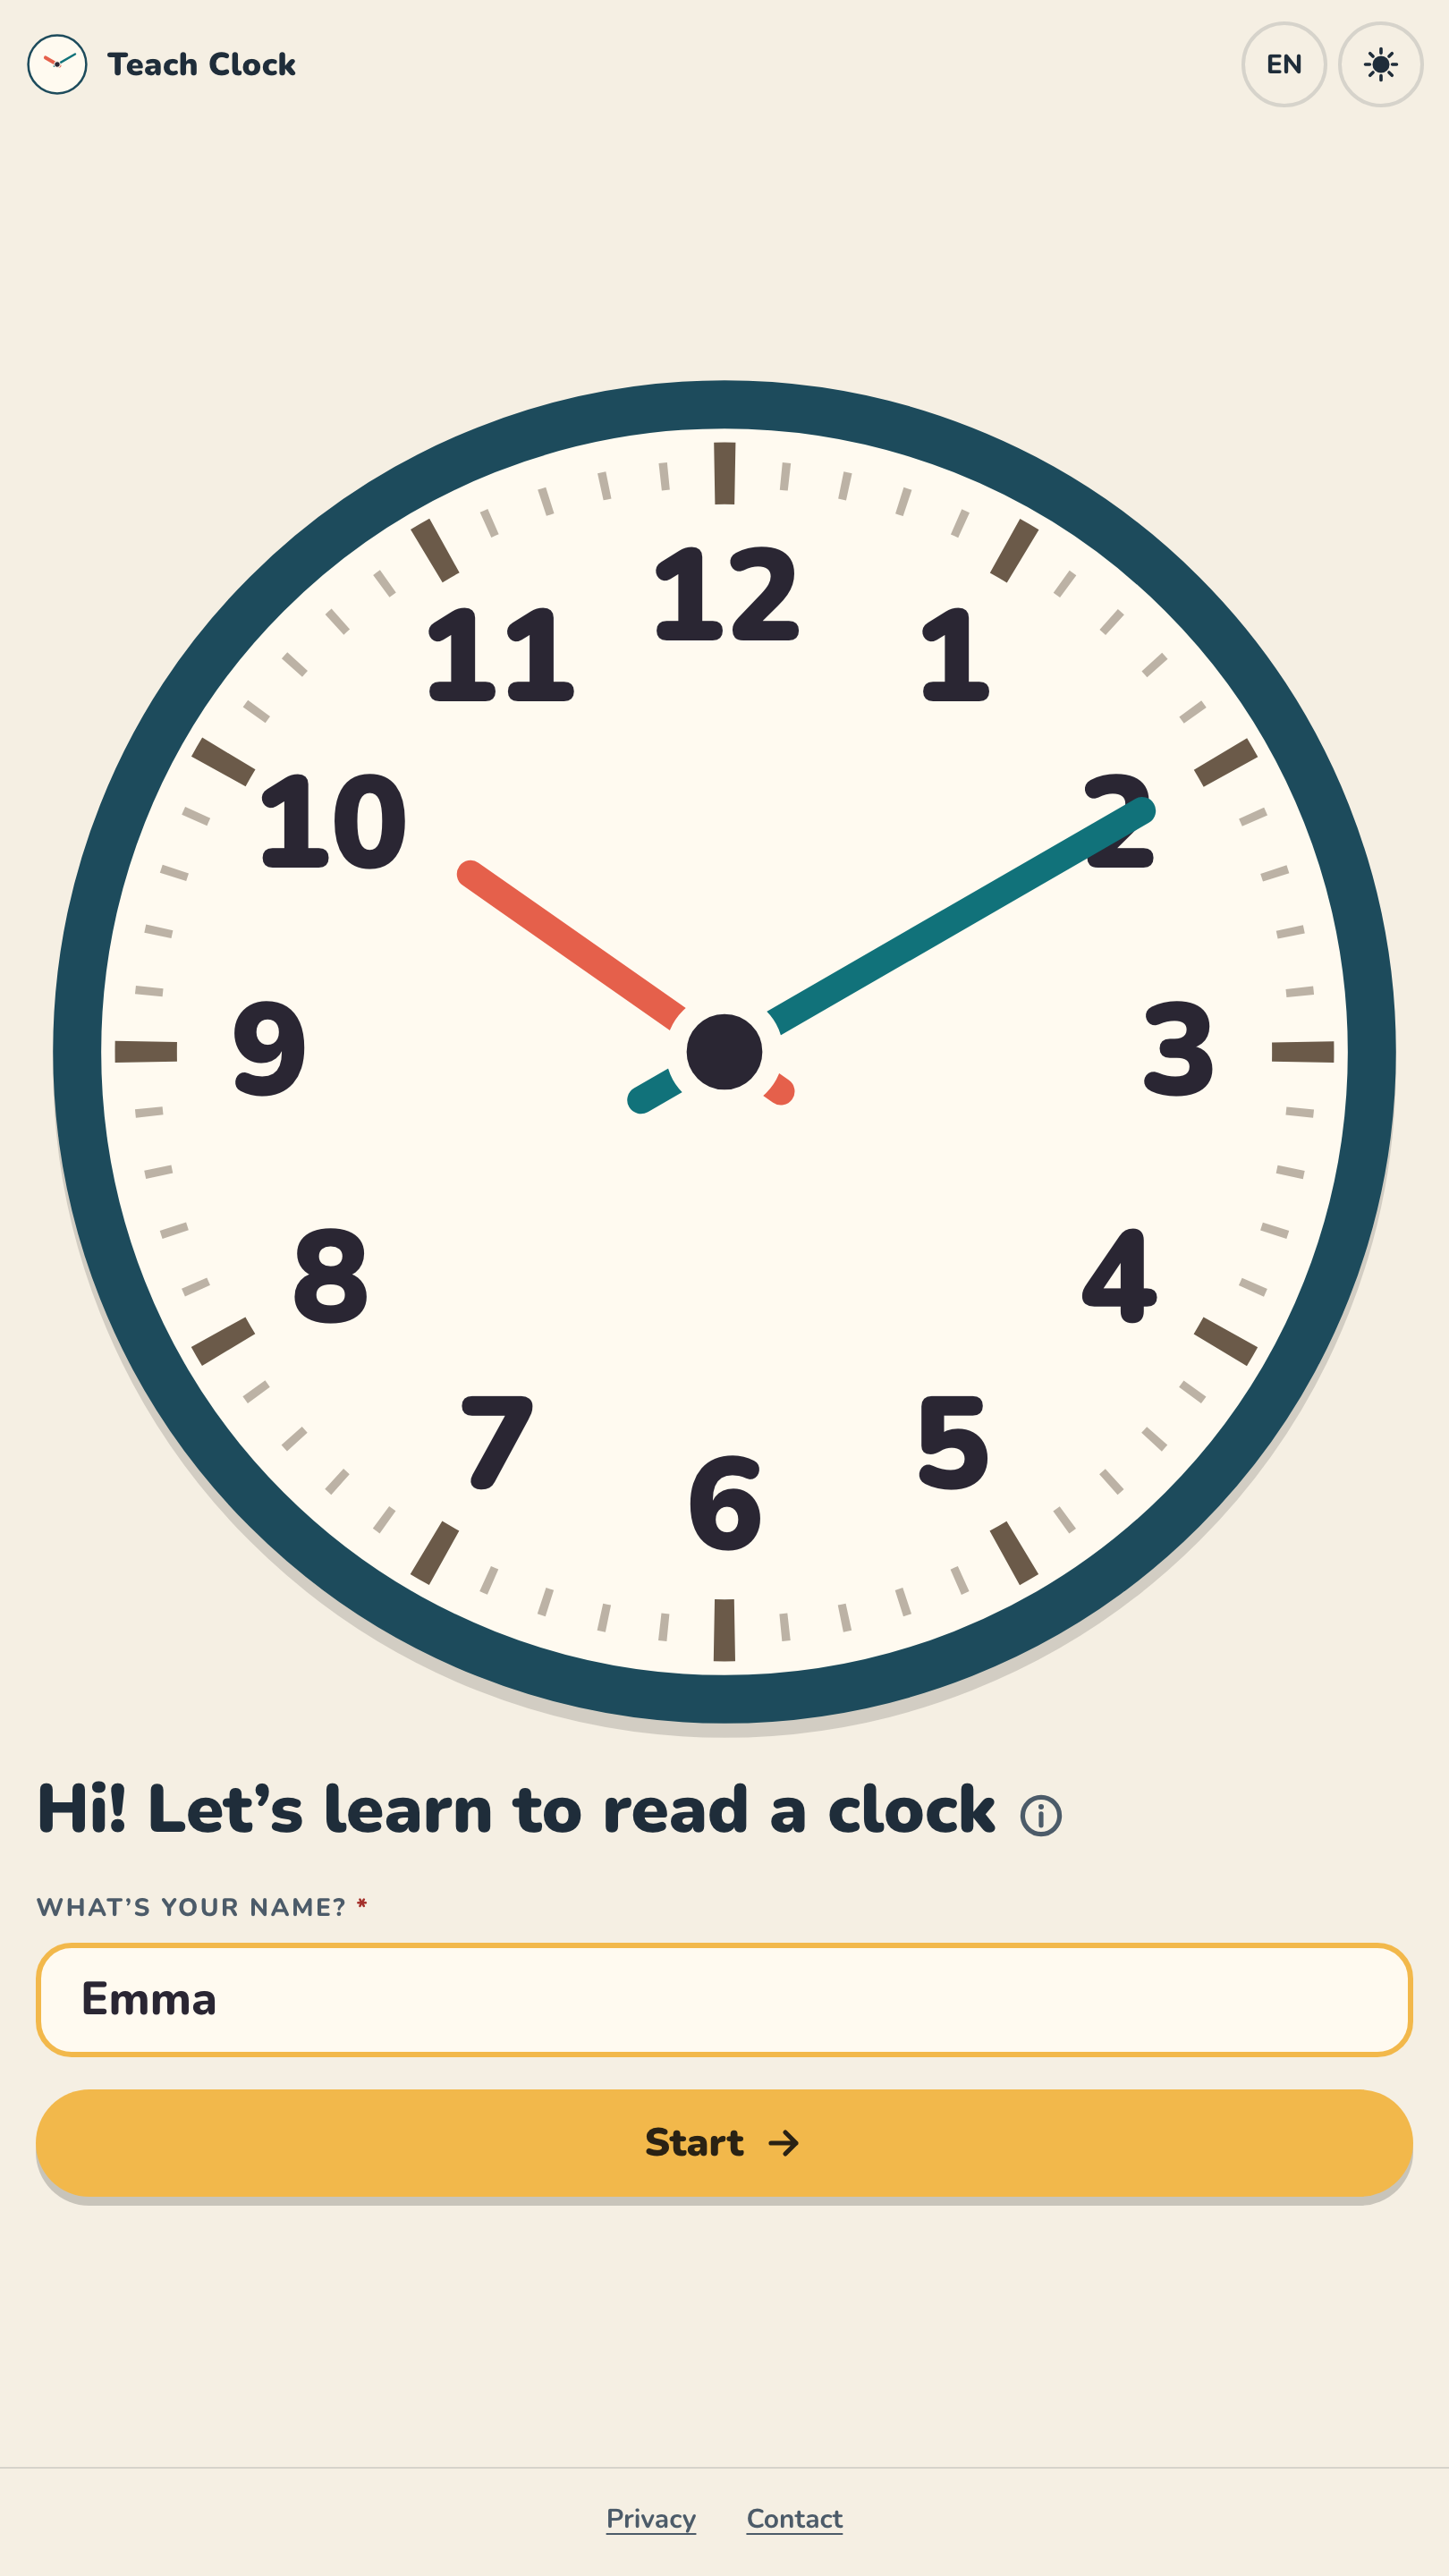 Teach Clock
EN
12
11
1
10
2
9
3
8
4
7
5
6
Hi! Let’s learn to read a clock
WHAT’S YOUR NAME? *
Emma
Start →
Privacy Contact